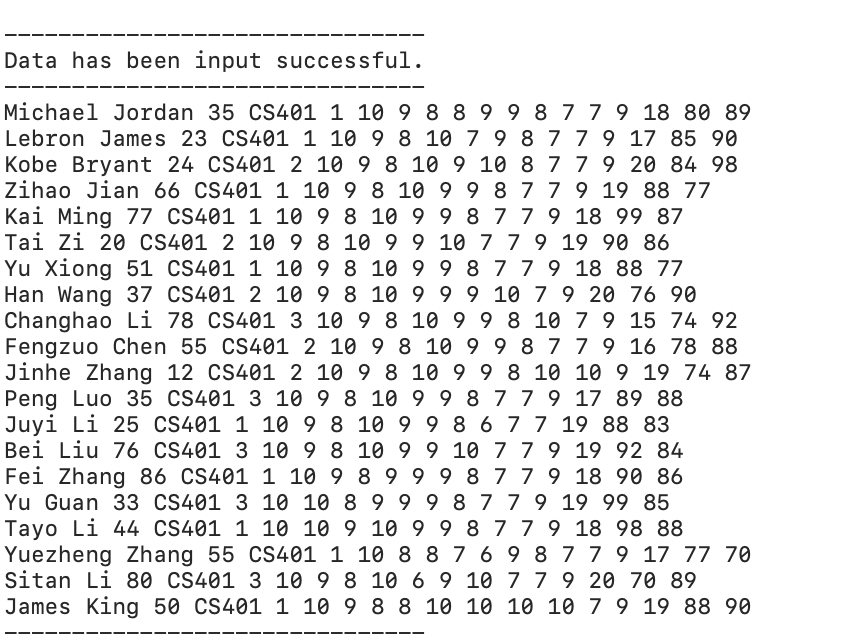 -------------------------------
Data has been input successful.
-------------------------------
Michael Jordan 35 CS401 1 10 9 8 8 9 9 8 7 7 9 18 80 89
Lebron James 23 CS401 1 10 9 8 10 7 9 8 7 7 9 17 85 90
Kobe Bryant 24 CS401 2 10 9 8 10 9 10 8 7 7 9 20 84 98
Zihao Jian 66 CS401 1 10 9 8 10 9 9 8 7 7 9 19 88 77
Kai Ming 77 CS401 1 10 9 8 10 9 9 8 7 7 9 18 99 87
Tai Zi 20 CS401 2 10 9 8 10 9 9 10 7 7 9 19 90 86
Yu Xiong 51 CS401 1 10 9 8 10 9 9 8 7 7 9 18 88 77
Han Wang 37 CS401 2 10 9 8 10 9 9 9 10 7 9 20 76 90
Changhao Li 78 CS401 3 10 9 8 10 9 9 8 10 7 9 15 74 92
Fengzuo Chen 55 CS401 2 10 9 8 10 9 9 8 7 7 9 16 78 88
Jinhe Zhang 12 CS401 2 10 9 8 10 9 9 8 10 10 9 19 74 87
Peng Luo 35 CS401 3 10 9 8 10 9 9 8 7 7 9 17 89 88
Juyi Li 25 CS401 1 10 9 8 10 9 9 8 6 7 7 19 88 83
Bei Liu 76 CS401 3 10 9 8 10 9 9 10 7 7 9 19 92 84
Fei Zhang 86 CS401 1 10 9 8 9 9 9 8 7 7 9 18 90 86
Yu Guan 33 CS401 3 10 10 8 9 9 9 8 7 7 9 19 99 85
Tayo Li 44 CS401 1 10 10 9 10 9 9 8 7 7 9 18 98 88
Yuezheng Zhang 55 CS401 1 10 8 8 7 6 9 8 7 7 9 17 77 70
Sitan Li 80 CS401 3 10 9 8 10 6 9 10 7 7 9 20 70 89
James King 50 CS401 1 10 9 8 8 10 10 10 10 7 9 19 88 90
-------------------------------